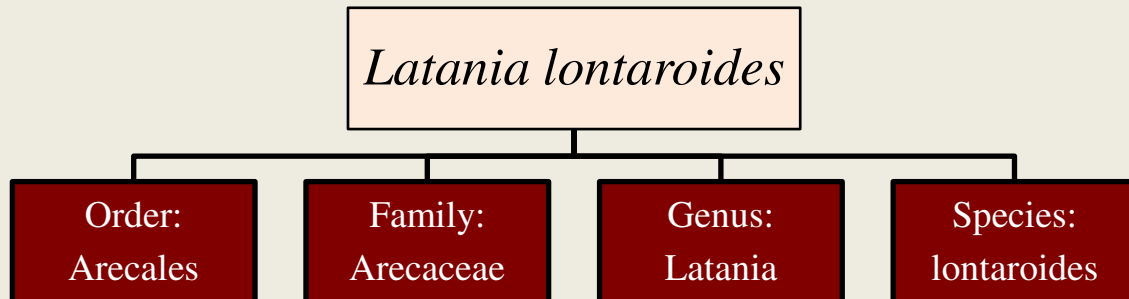 Latania lontaroides
Order:
Arecales
Family:
Arecaceae
Genus:
Latania
Species:
lontaroides